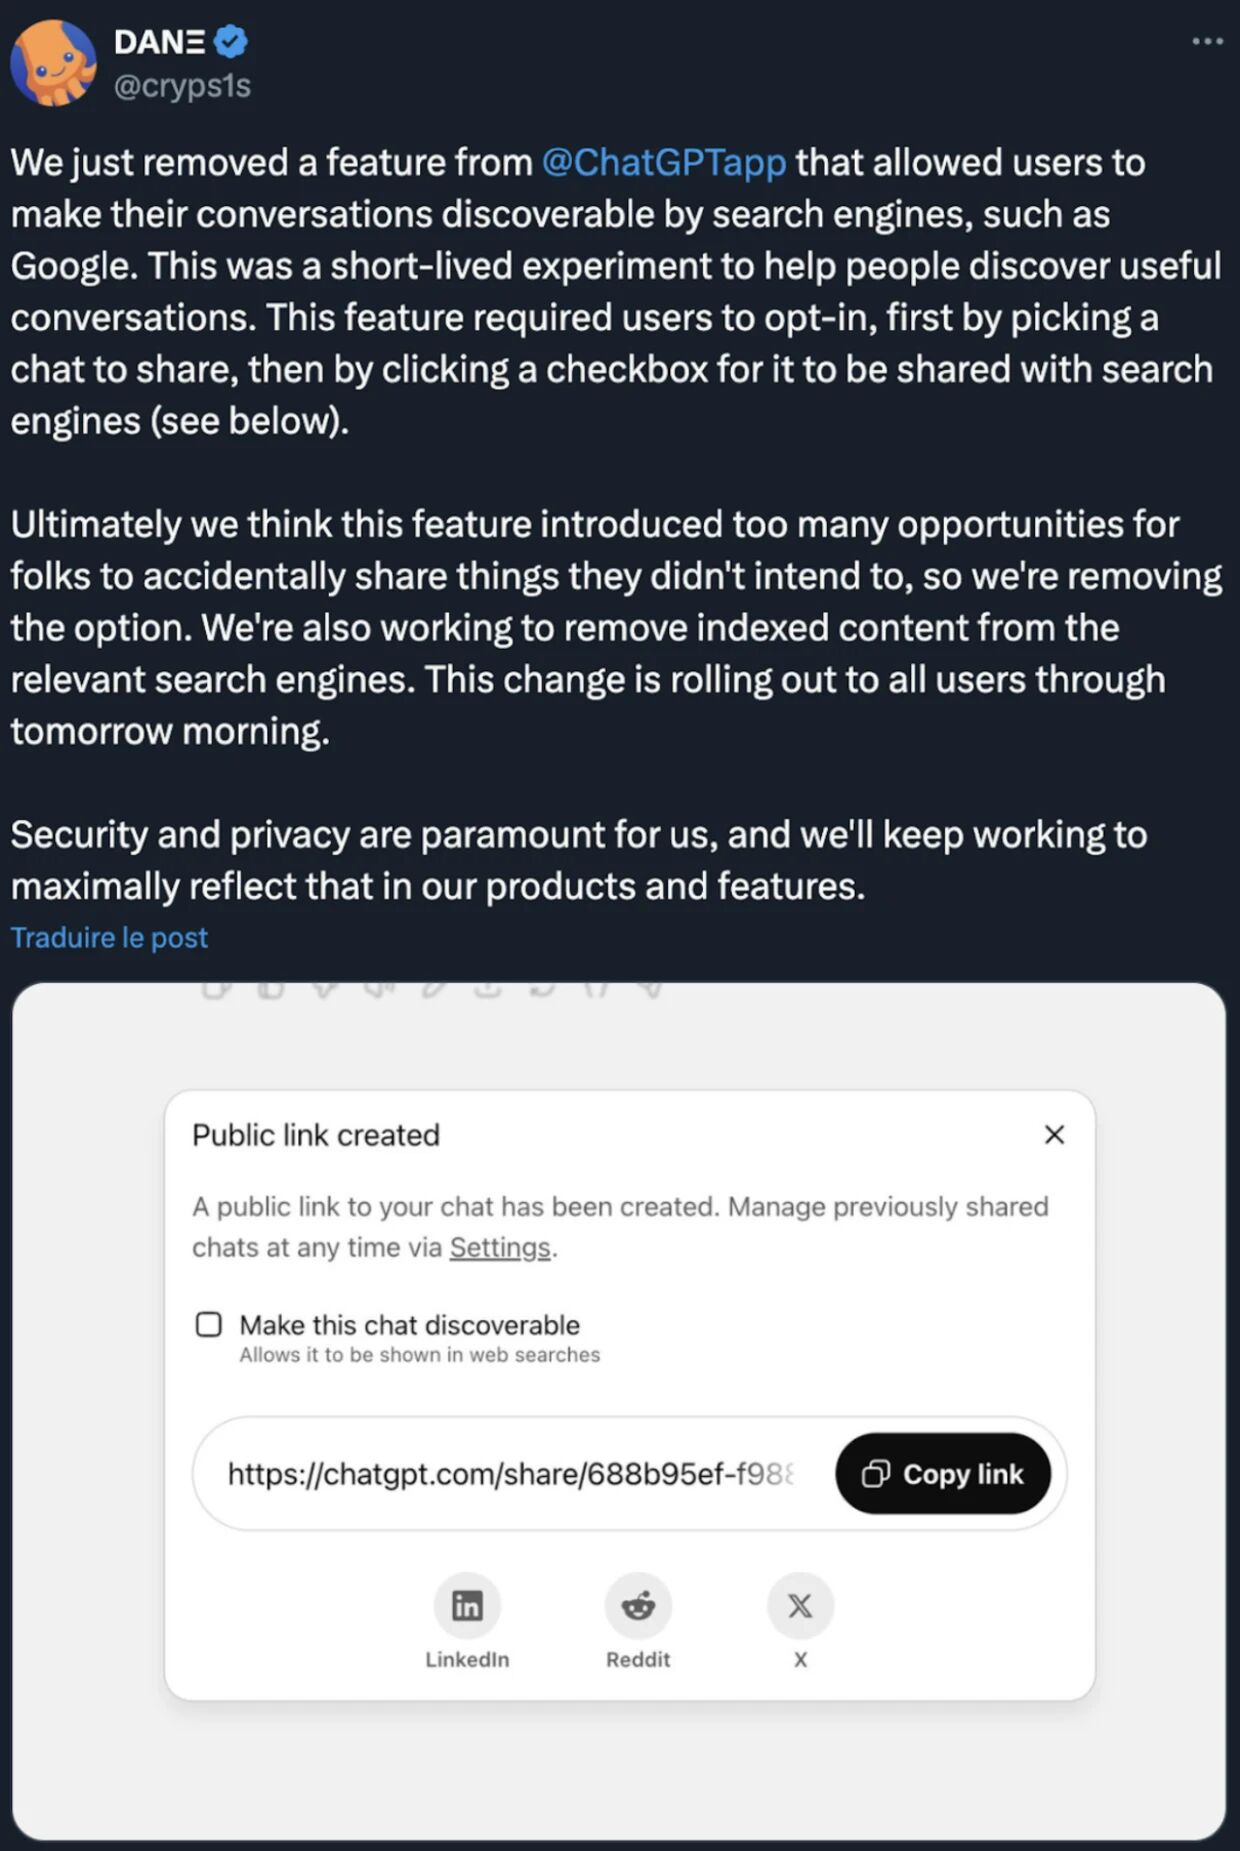 DANΞ
@cryps1s
We just removed a feature from @ChatGPTapp that allowed users to
make their conversations discoverable by search engines, such as
Google. This was a short-lived experiment to help people discover useful
conversations. This feature required users to opt-in, first by picking a
chat to share, then by clicking a checkbox for it to be shared with search
engines (see below).
Ultimately we think this feature introduced too many opportunities for
folks to accidentally share things they didn't intend to, so we're removing
the option. We're also working to remove indexed content from the
relevant search engines. This change is rolling out to all users through
tomorrow morning.
Security and privacy are paramount for us, and we'll keep working to
maximally reflect that in our products and features.
Traduire le post
Public link created
A public link to your chat has been created. Manage previously shared
chats at any time via Settings.
Make this chat discoverable
Allows it to be shown in web searches
https://chatgpt.com/share/688b95ef-f988
Copy link
LinkedIn
Reddit
X